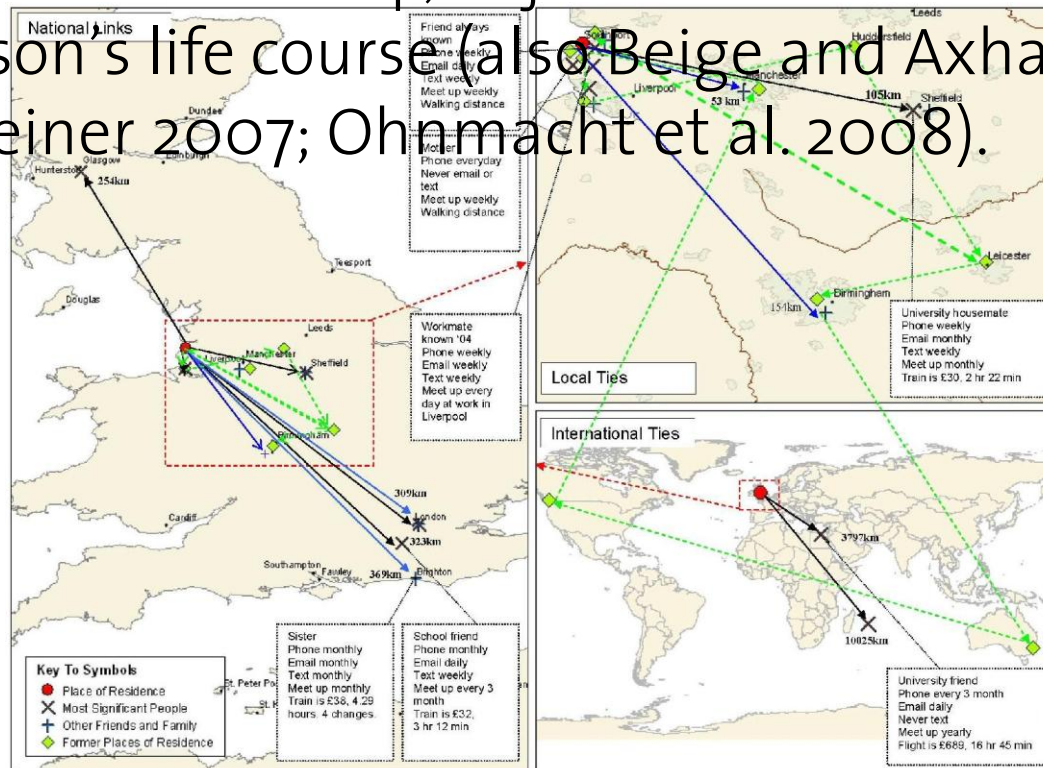 son's life course (also Beige and Axha
einer 2007; Ohnmacht et al. 2008).
National Links
Dundee
Glasgow
Edinburgh
Hunterston
254km
Teesport
Douglas
Leeds
Liverpool
Manchester
Sheffield
Birmingham
309km
London
323km
Cardiff
Southampton
Fawley
369km
Brighton
St. Peter Po
St. H
Key To Symbols
Place of Residence
Most Significant People
Other Friends and Family
Former Places of Residence
Friend always
known
Phone weekly
Email daily
Text weekly
Meet up weekly
Walking distance
Mother
Phone everyday
Never email or
text
Meet up weekly
Walking distance
Workmate
known '04
Phone weekly
Email weekly
Text weekly
Meet up every
day at work in
Liverpool
Sister
Phone monthly
Email monthly
Text monthly
Meet up monthly
Train is £38, 4.29
hours. 4 changes.
School friend
Phone monthly
Email daily
Text weekly
Meet up every 3
month
Train is £32,
3 hr 12 min
Leeds
Southport
Huddersfield
Manchester
Liverpool
53 km
105km
Sheffield
Leicester
Birmingham
154km
Local Ties
University housemate
Phone weekly
Email monthly
Text weekly
Meet up monthly
Train is £30, 2 hr 22 min
International Ties
3797km
10025km
University friend
Phone every 3 month
Email daily
Never text
Meet up yearly
Flight is £689, 16 hr 45 min